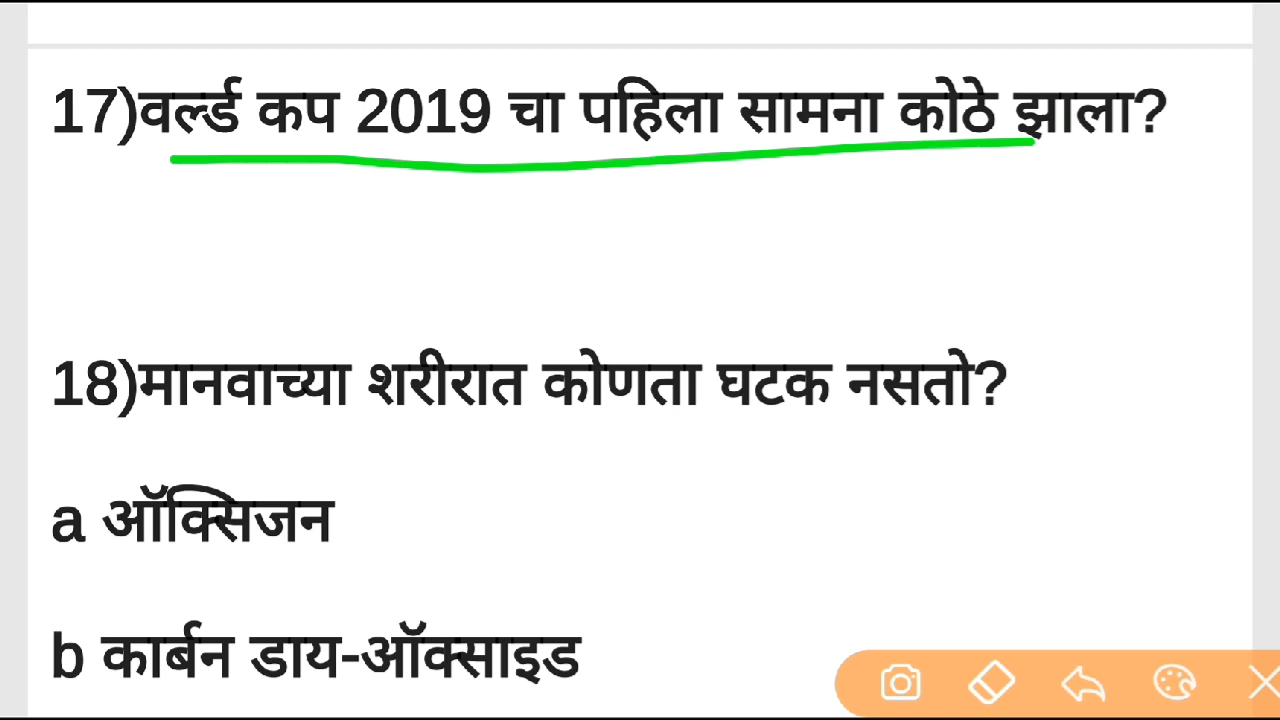 17)वर्ल्ड कप 2019 चा पहिला सामना कोठे झाला?
18)मानवाच्या शरीरात कोणता घटक नसतो?
a ऑक्सिजन
b कार्बन डाय-ऑक्साइड